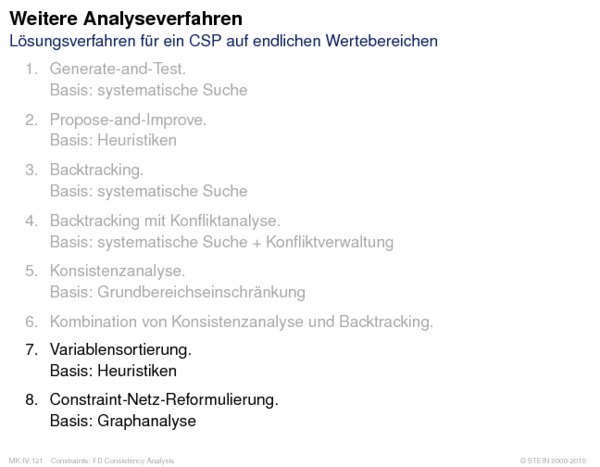 Weitere Analyseverfahren
Lösungsverfahren für ein CSP auf endlichen Wertebereichen
1. Generate-and-Test.
Basis: systematische Suche
2. Propose-and-Improve.
Basis: Heuristiken
3. Backtracking.
Basis: systematische Suche
4. Backtracking mit Konfliktanalyse.
Basis: systematische Suche + Konfliktverwaltung
5. Konsistenzanalyse.
Basis: Grundbereichseinschränkung
6. Kombination von Konsistenzanalyse und Backtracking.
7. Variablensortierung.
Basis: Heuristiken
8. Constraint-Netz-Reformulierung.
Basis: Graphanalyse
MK:IV-121 Constraints: FD Consistency Analysis © STEIN 2000-2015